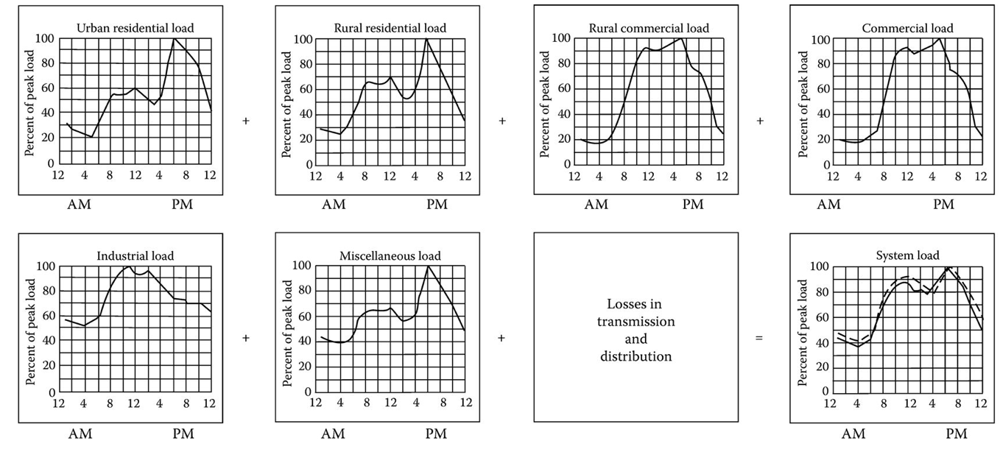 Urban residential load
Percent of peak load
100
80
60
40
20
0
12 4 8 12 4 8 12
AM PM
+
Rural residential load
Percent of peak load
100
80
60
40
20
0
12 4 8 12 4 8 12
AM PM
+
Rural commercial load
Percent of peak load
100
80
60
40
20
0
12 4 8 12 4 8 12
AM PM
+
Commercial load
Percent of peak load
100
80
60
40
20
0
12 4 8 12 4 8 12
AM PM
Industrial load
Percent of peak load
100
80
60
40
20
0
12 4 8 12 4 8 12
AM PM
+
Miscellaneous load
Percent of peak load
100
80
60
40
20
0
12 4 8 12 4 8 12
AM PM
+
Losses in
transmission
and
distribution
=
System load
Percent of peak load
100
80
60
40
20
0
12 4 8 12 4 8 12
AM PM